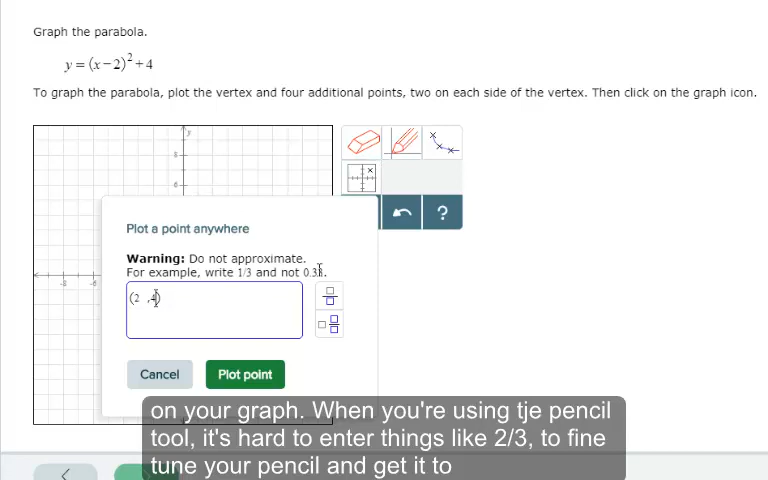 Graph the parabola.
y = (x − 2)² + 4
To graph the parabola, plot the vertex and four additional points, two on each side of the vertex. Then click on the graph icon.
y
8
6
-8 -6
?
Plot a point anywhere
Warning: Do not approximate.
For example, write 1/3 and not 0.33.
(2 ,4)
Cancel
Plot point
on your graph. When you're using tje pencil
tool, it's hard to enter things like 2/3, to fine
tune your pencil and get it to